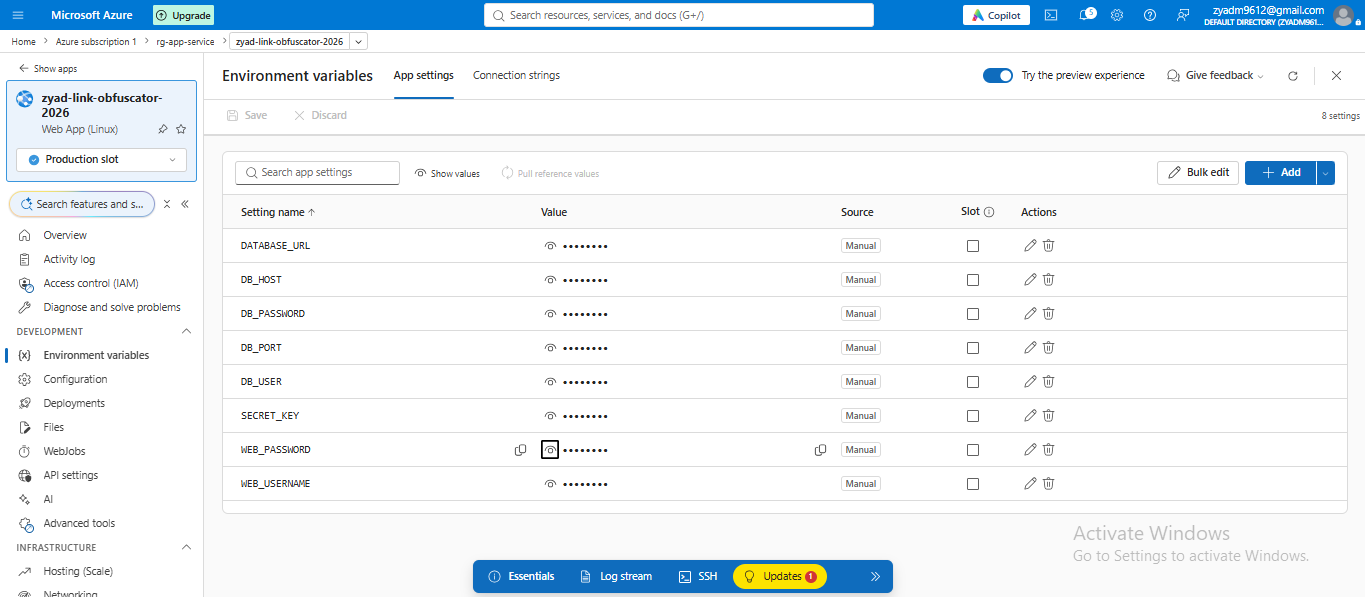 Microsoft Azure
Upgrade
Search resources, services, and docs (G+/)
Copilot
5
zyadm9612@gmail.com
DEFAULT DIRECTORY (ZYADM961...
Home > Azure subscription 1 > rg-app-service > zyad-link-obfuscator-2026
Show apps
zyad-link-obfuscator-
2026
Web App (Linux)
Production slot
Search features and s...
Overview
Activity log
Access control (IAM)
Diagnose and solve problems
DEVELOPMENT
Environment variables
Configuration
Deployments
Files
WebJobs
API settings
AI
Advanced tools
INFRASTRUCTURE
Hosting (Scale)
Networking
Environment variables
App settings
Connection strings
Try the preview experience
Give feedback
Save
Discard
8 settings
Search app settings
Show values
Pull reference values
Bulk edit
Add
Setting name ↑ Value Source Slot Actions
DATABASE_URL •••••••• Manual
DB_HOST •••••••• Manual
DB_PASSWORD •••••••• Manual
DB_PORT •••••••• Manual
DB_USER •••••••• Manual
SECRET_KEY •••••••• Manual
WEB_PASSWORD •••••••• Manual
WEB_USERNAME •••••••• Manual
Activate Windows
Go to Settings to activate Windows.
Essentials
Log stream
SSH
Updates 1